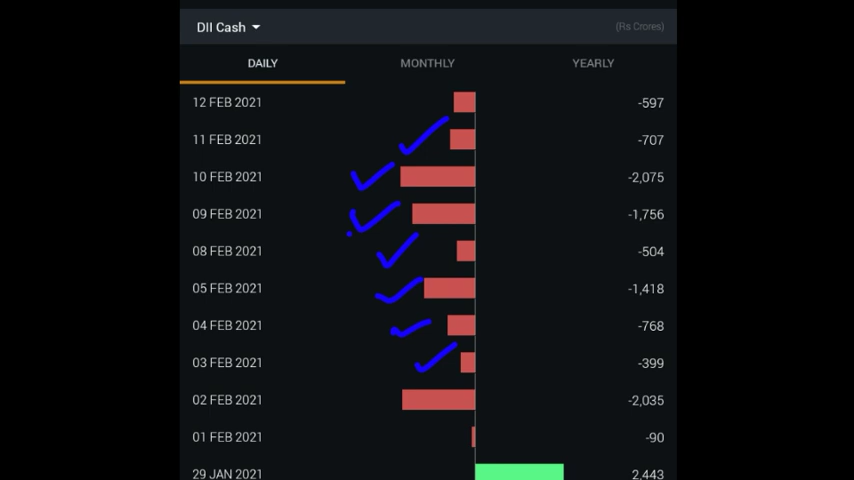 DII Cash (Rs Crores)
DAILY MONTHLY YEARLY
12 FEB 2021 -597
11 FEB 2021 -707
10 FEB 2021 -2,075
09 FEB 2021 -1,756
08 FEB 2021 -504
05 FEB 2021 -1,418
04 FEB 2021 -768
03 FEB 2021 -399
02 FEB 2021 -2,035
01 FEB 2021 -90
29 JAN 2021 2,443